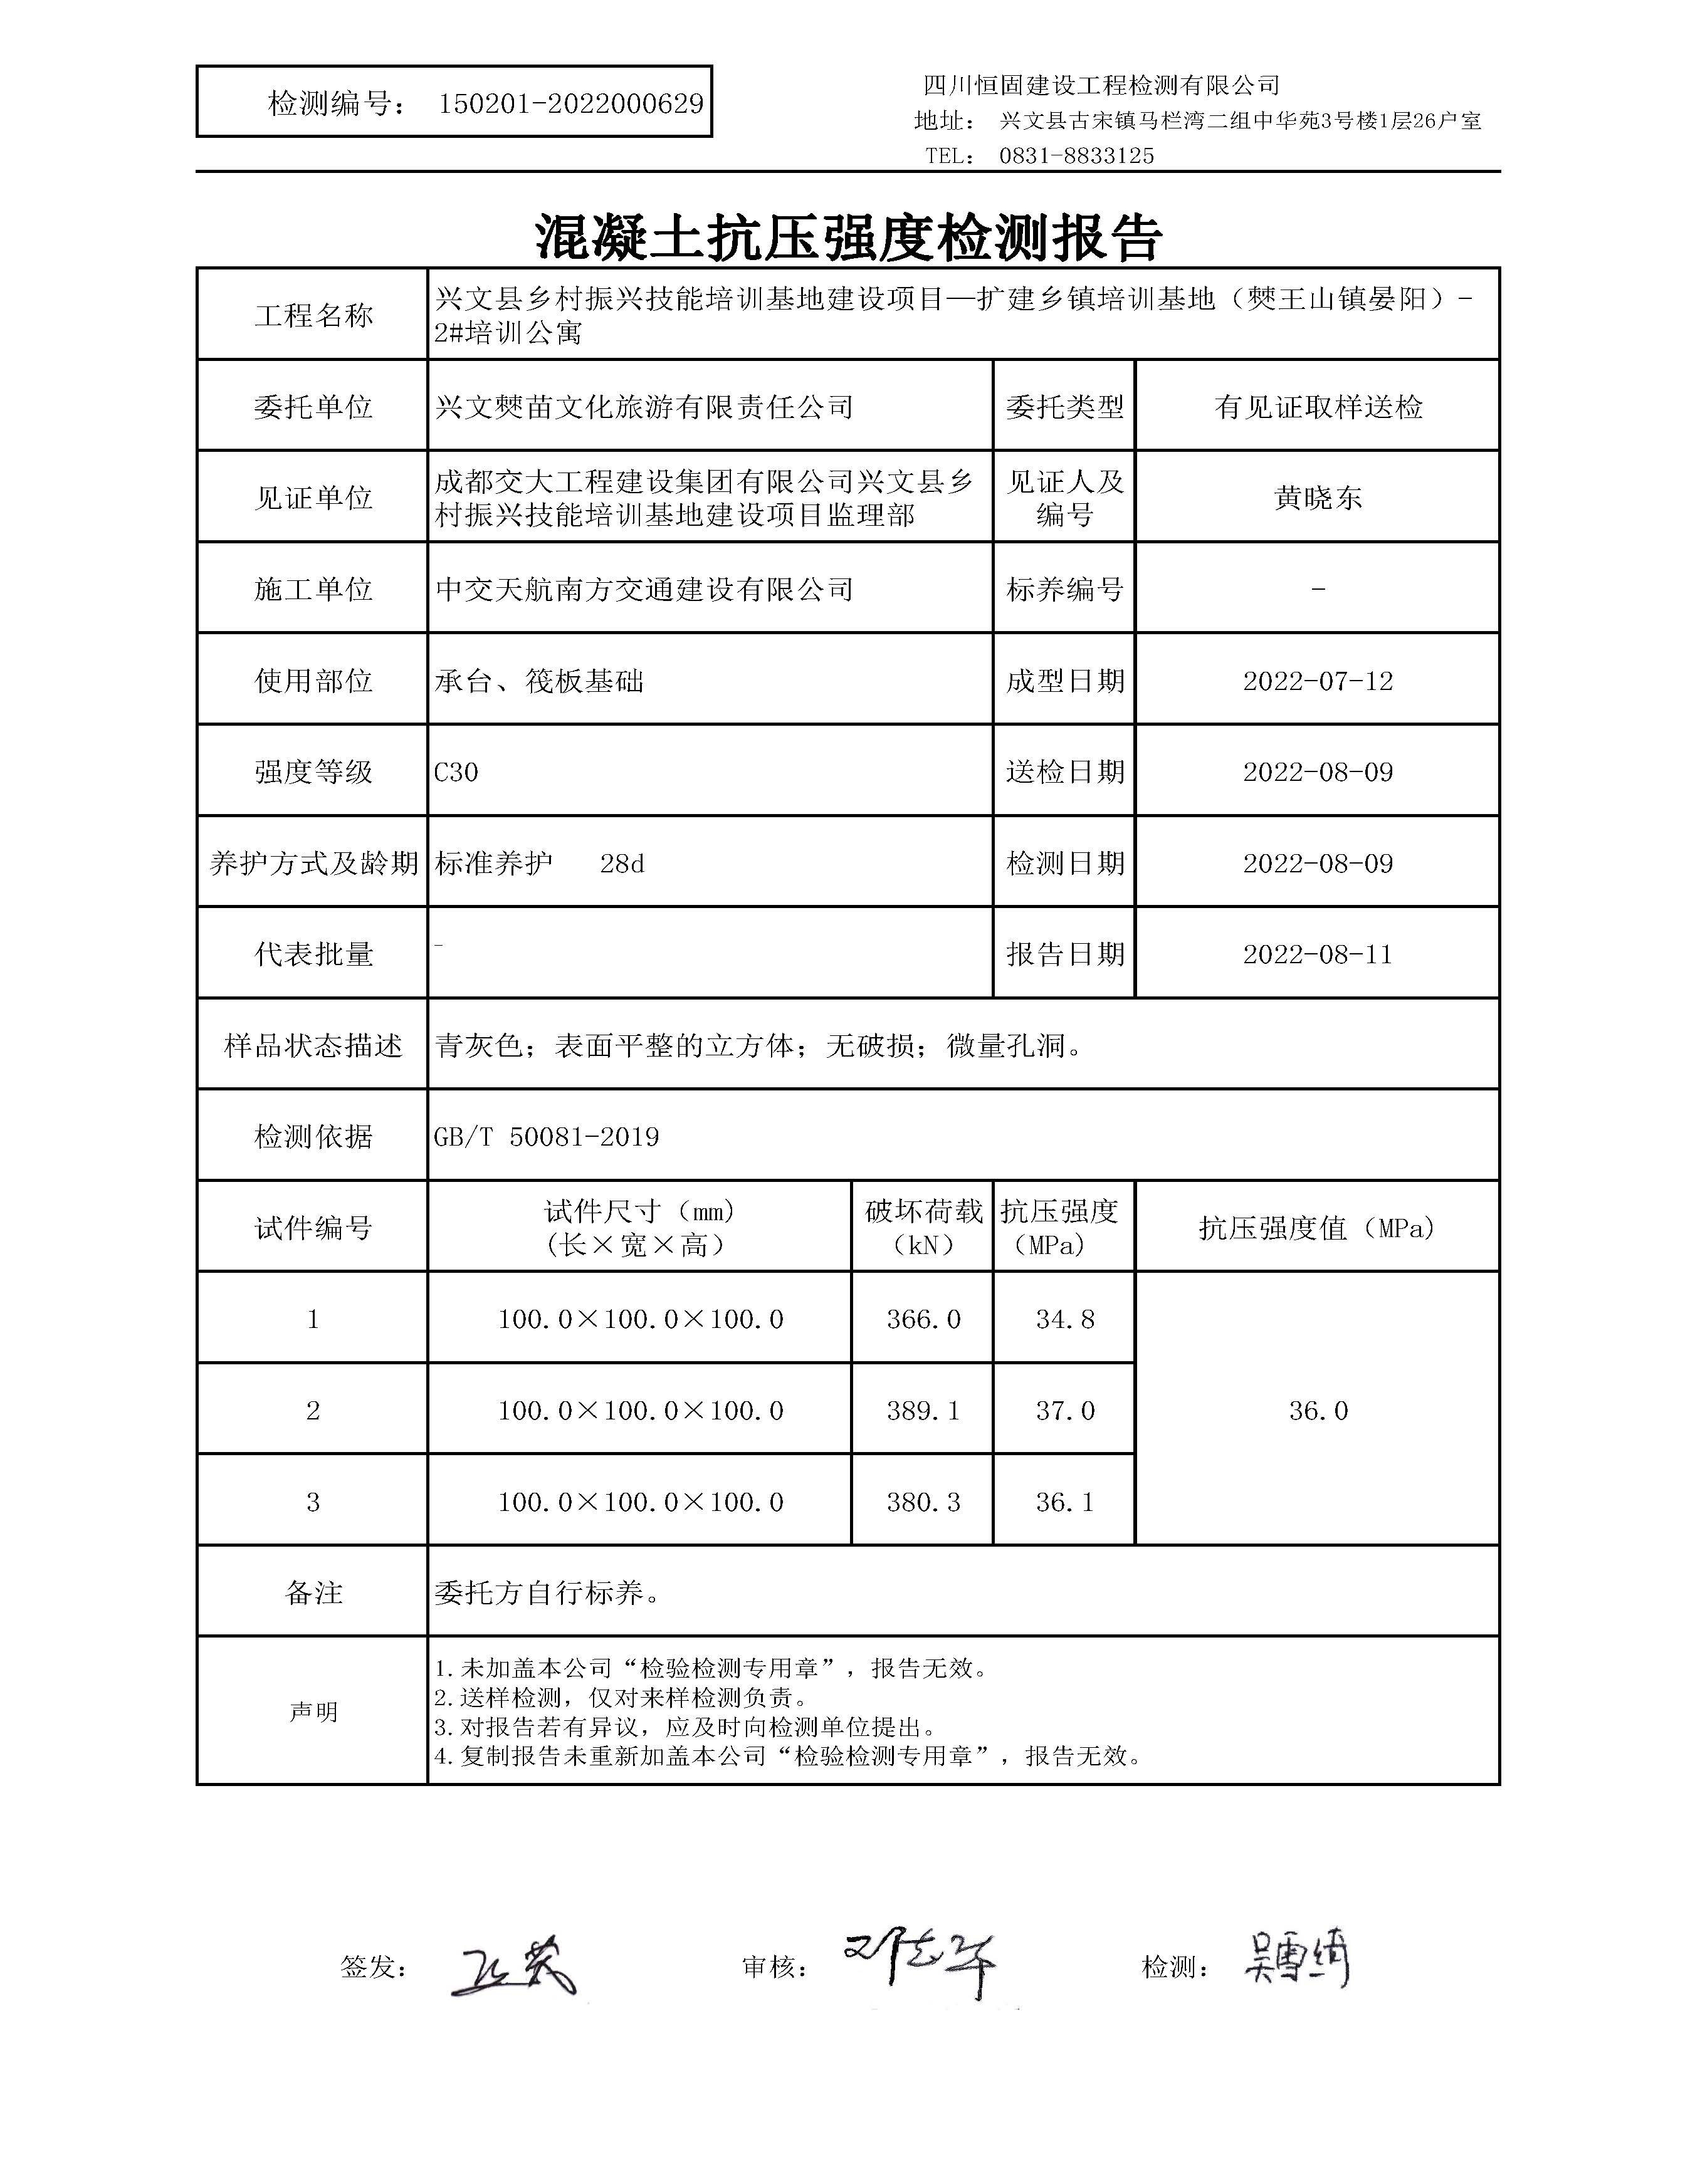 检测编号： 150201-2022000629
四川恒固建设工程检测有限公司
地址： 兴文县古宋镇马栏湾二组中华苑3号楼1层26户室
TEL： 0831-8833125
混凝土抗压强度检测报告
工程名称
兴文县乡村振兴技能培训基地建设项目—扩建乡镇培训基地（僰王山镇晏阳）-
2#培训公寓
委托单位
兴文僰苗文化旅游有限责任公司
委托类型
有见证取样送检
见证单位
成都交大工程建设集团有限公司兴文县乡
村振兴技能培训基地建设项目监理部
见证人及
编号
黄晓东
施工单位
中交天航南方交通建设有限公司
标养编号
-
使用部位
承台、筏板基础
成型日期
2022-07-12
强度等级
C30
送检日期
2022-08-09
养护方式及龄期
标准养护 28d
检测日期
2022-08-09
代表批量
-
报告日期
2022-08-11
样品状态描述
青灰色；表面平整的立方体；无破损；微量孔洞。
检测依据
GB/T 50081-2019
试件编号
试件尺寸（mm）
(长×宽×高）
破坏荷载
（kN）
抗压强度
（MPa）
抗压强度值（MPa）
1
100.0×100.0×100.0
366.0
34.8
2
100.0×100.0×100.0
389.1
37.0
36.0
3
100.0×100.0×100.0
380.3
36.1
备注
委托方自行标养。
声明
1.未加盖本公司“检验检测专用章”，报告无效。
2.送样检测，仅对来样检测负责。
3.对报告若有异议，应及时向检测单位提出。
4.复制报告未重新加盖本公司“检验检测专用章”，报告无效。
签发：
审核：
检测： 吴雪绮